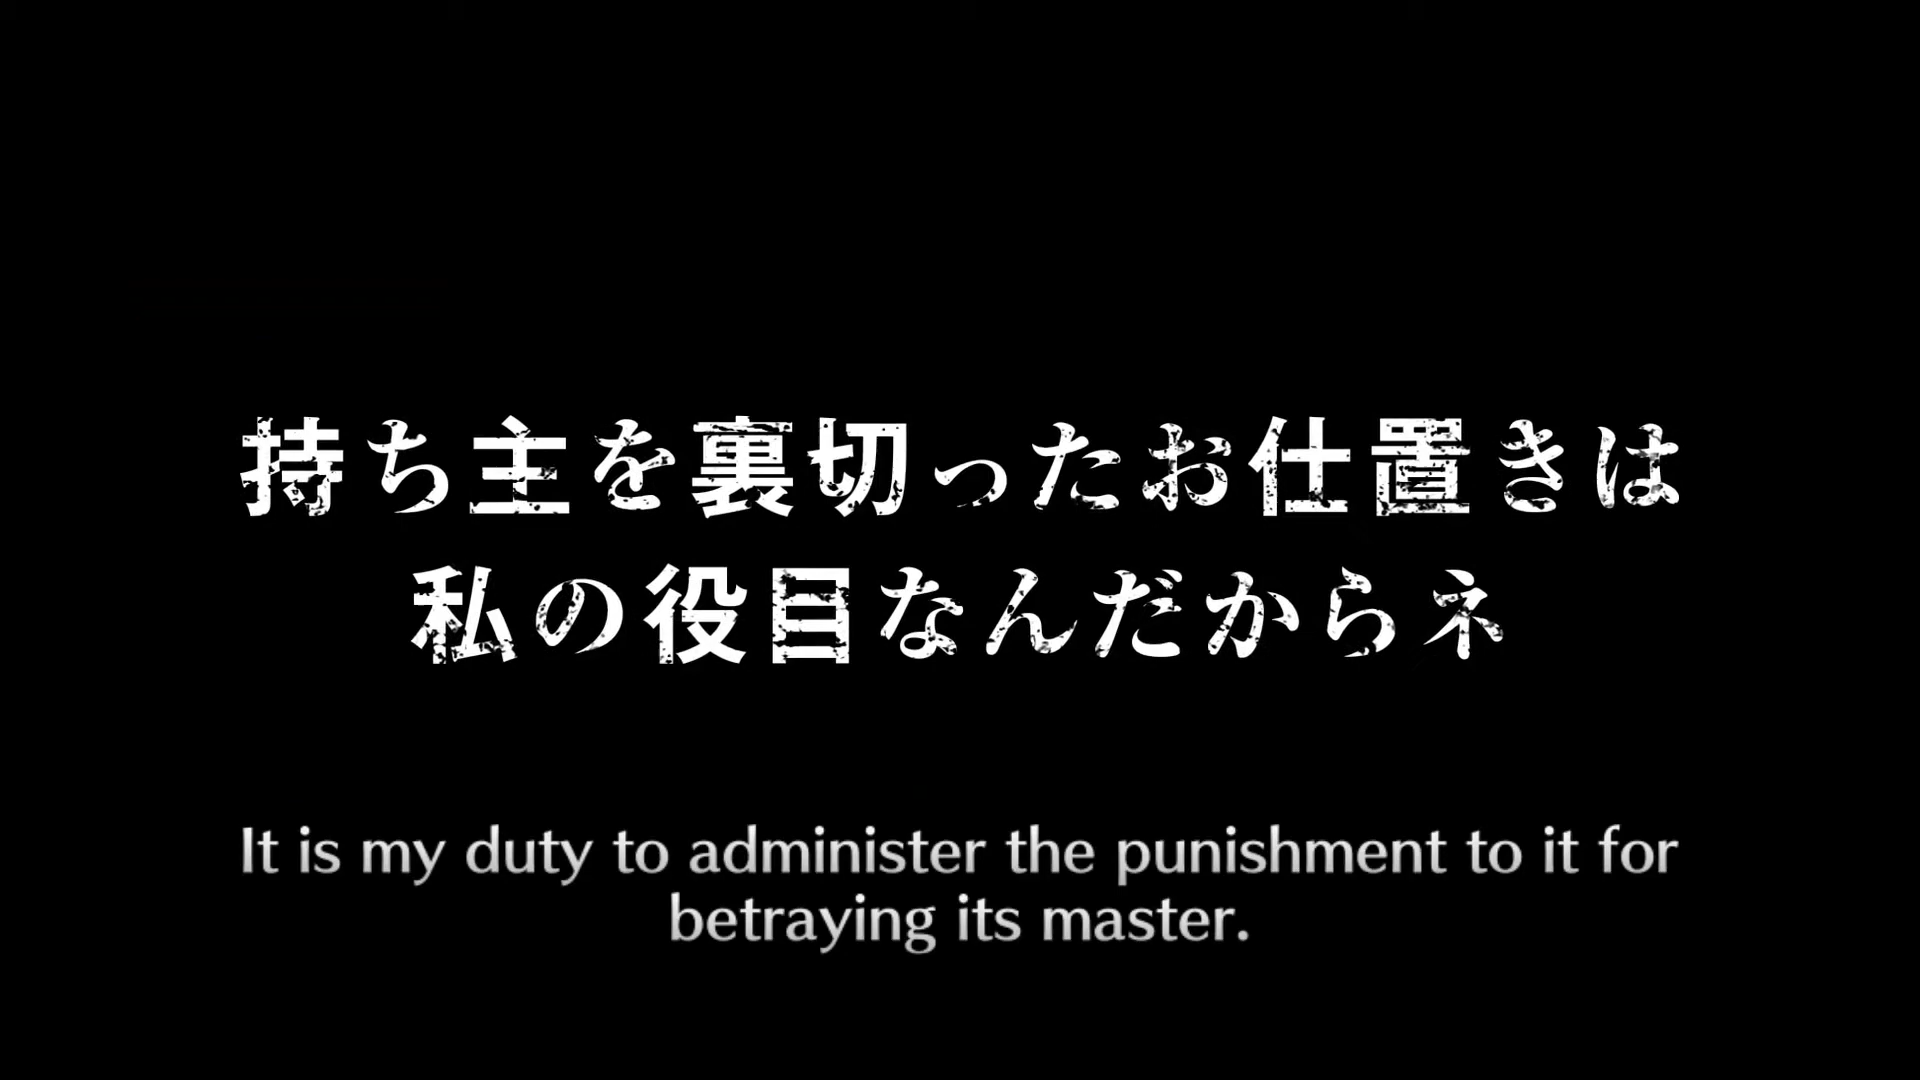 持ち主を裏切ったお仕置きは
私の役目なんだからネ
It is my duty to administer the punishment to it for
betraying its master.